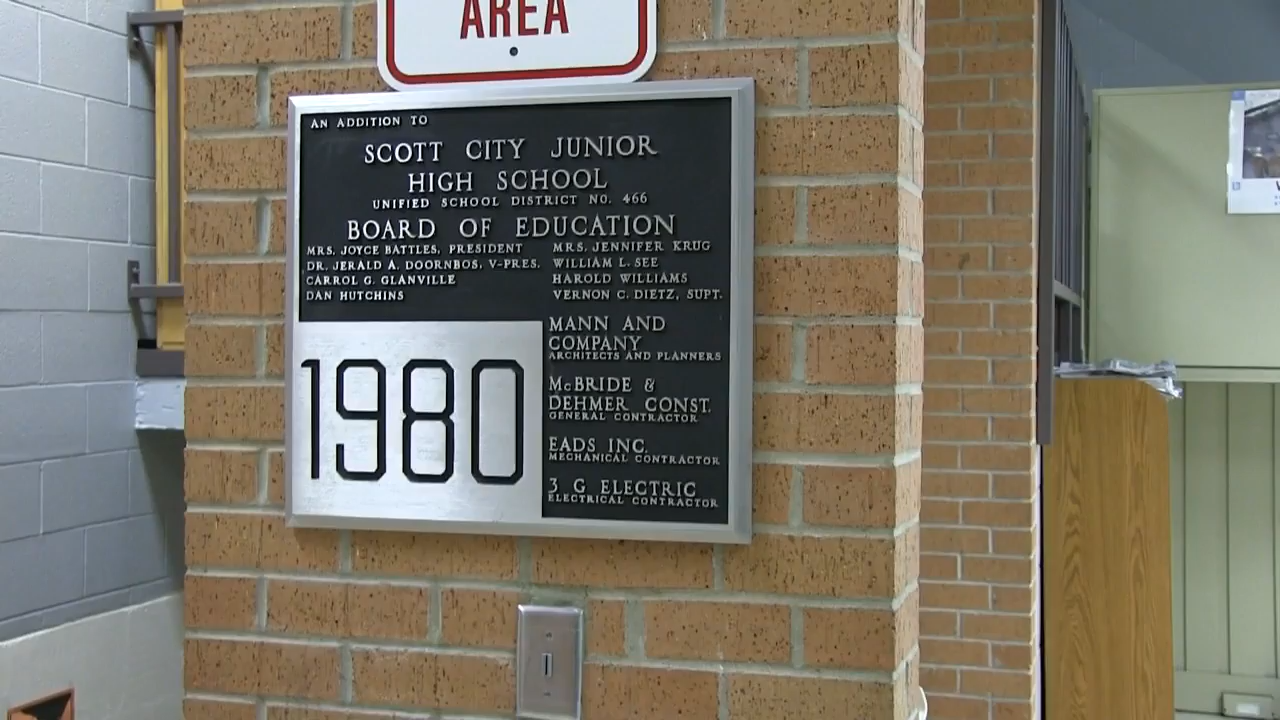 AREA
AN ADDITION TO
SCOTT CITY JUNIOR
HIGH SCHOOL
UNIFIED SCHOOL DISTRICT NO. 466
BOARD OF EDUCATION
MRS. JOYCE BATTLES, PRESIDENT
DR. JERALD A. DOORNBOS, V-PRES.
CARROL G. GLANVILLE
DAN HUTCHINS
MRS. JENNIFER KRUG
WILLIAM L. SEE
HAROLD WILLIAMS
VERNON C. DIETZ, SUPT.
1980
MANN AND
COMPANY
ARCHITECTS AND PLANNERS
McBRIDE &
DEHMER CONST.
GENERAL CONTRACTOR
EADS INC.
MECHANICAL CONTRACTOR
3 G ELECTRIC
ELECTRICAL CONTRACTOR